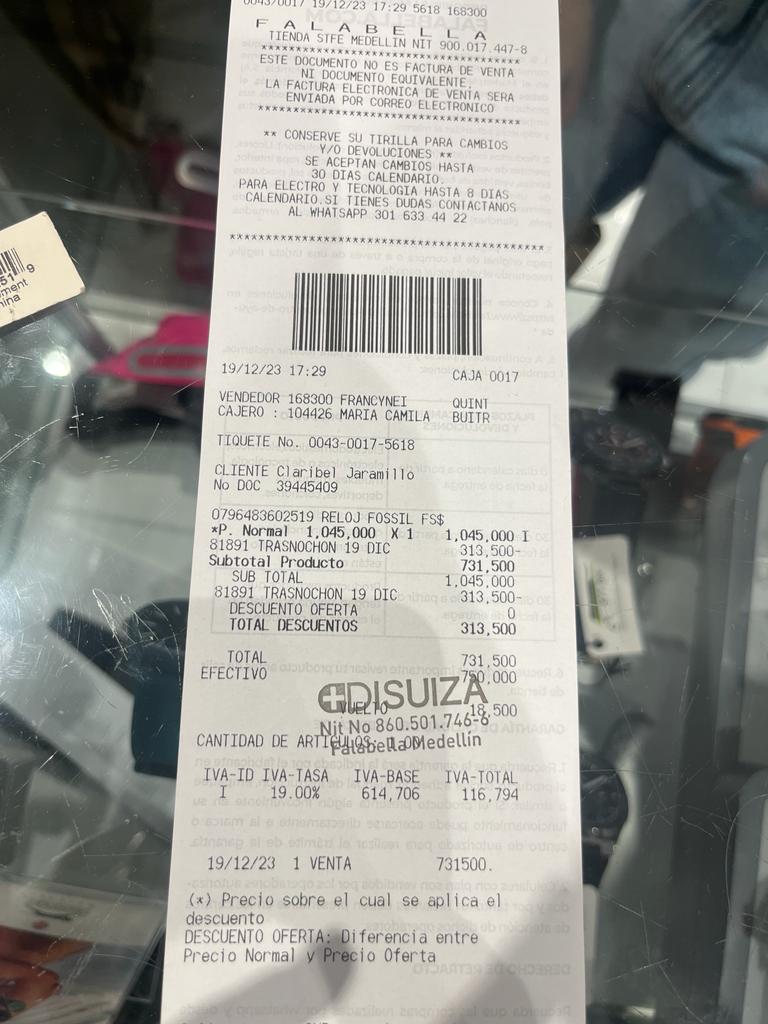 0043/0017 19/12/23 17:29 5618 168300
F A L A B E L L A
TIENDA STFE MEDELLIN NIT 900.017.447-8
****************************************
ESTE DOCUMENTO NO ES FACTURA DE VENTA
NI DOCUMENTO EQUIVALENTE.
LA FACTURA ELECTRONICA DE VENTA SERA
ENVIADA POR CORREO ELECTRONICO
****************************************
** CONSERVE SU TIRILLA PARA CAMBIOS
Y/O DEVOLUCIONES **
SE ACEPTAN CAMBIOS HASTA
30 DIAS CALENDARIO.
PARA ELECTRO Y TECNOLOGIA HASTA 8 DIAS
CALENDARIO.SI TIENES DUDAS CONTACTANOS
AL WHATSAPP 301 633 44 22
****************************************
19/12/23 17:29 CAJA 0017
VENDEDOR 168300 FRANCYNEI QUINT
CAJERO : 104426 MARIA CAMILA BUITR
TIQUETE No. 0043-0017-5618
CLIENTE Claribel Jaramillo
No DOC 39445409
0796483602519 RELOJ FOSSIL FS$
*P. Normal 1,045,000 X 1 1,045,000 I
81891 TRASNOCHON 19 DIC 313,500-
Subtotal Producto 731,500
SUB TOTAL 1,045,000
81891 TRASNOCHON 19 DIC 313,500-
DESCUENTO OFERTA 0
TOTAL DESCUENTOS 313,500
TOTAL 731,500
EFECTIVO 750,000
DISUIZA
VUELTO 18,500
Nit No 860.501.746-6
CANTIDAD DE ARTICULOS: 1.00
Falabella Medellín
IVA-ID IVA-TASA IVA-BASE IVA-TOTAL
I 19.00% 614,706 116,794
19/12/23 1 VENTA 731500.
(*) Precio sobre el cual se aplica el
descuento
DESCUENTO OFERTA: Diferencia entre
Precio Normal y Precio Oferta
51 9
ment
hina